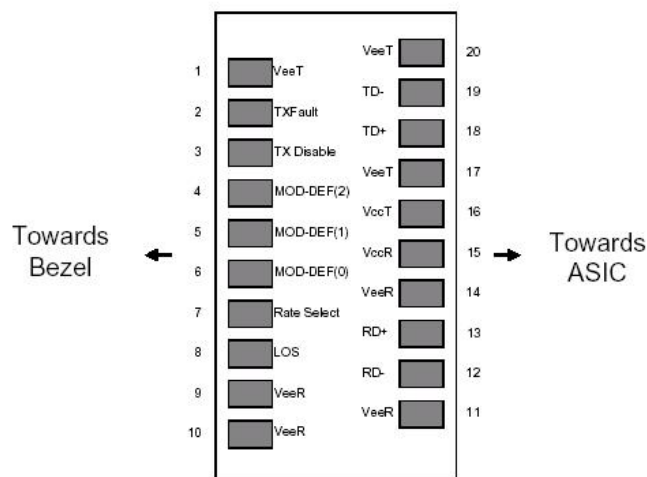 VeeT 20
1 VeeT
TD- 19
2 TXFault
TD+ 18
3 TX Disable
VeeT 17
4 MOD-DEF(2)
VccT 16
5 MOD-DEF(1)
Towards Bezel
VccR 15
Towards ASIC
6 MOD-DEF(0)
VeeR 14
7 Rate Select
RD+ 13
8 LOS
RD- 12
9 VeeR
VeeR 11
10 VeeR